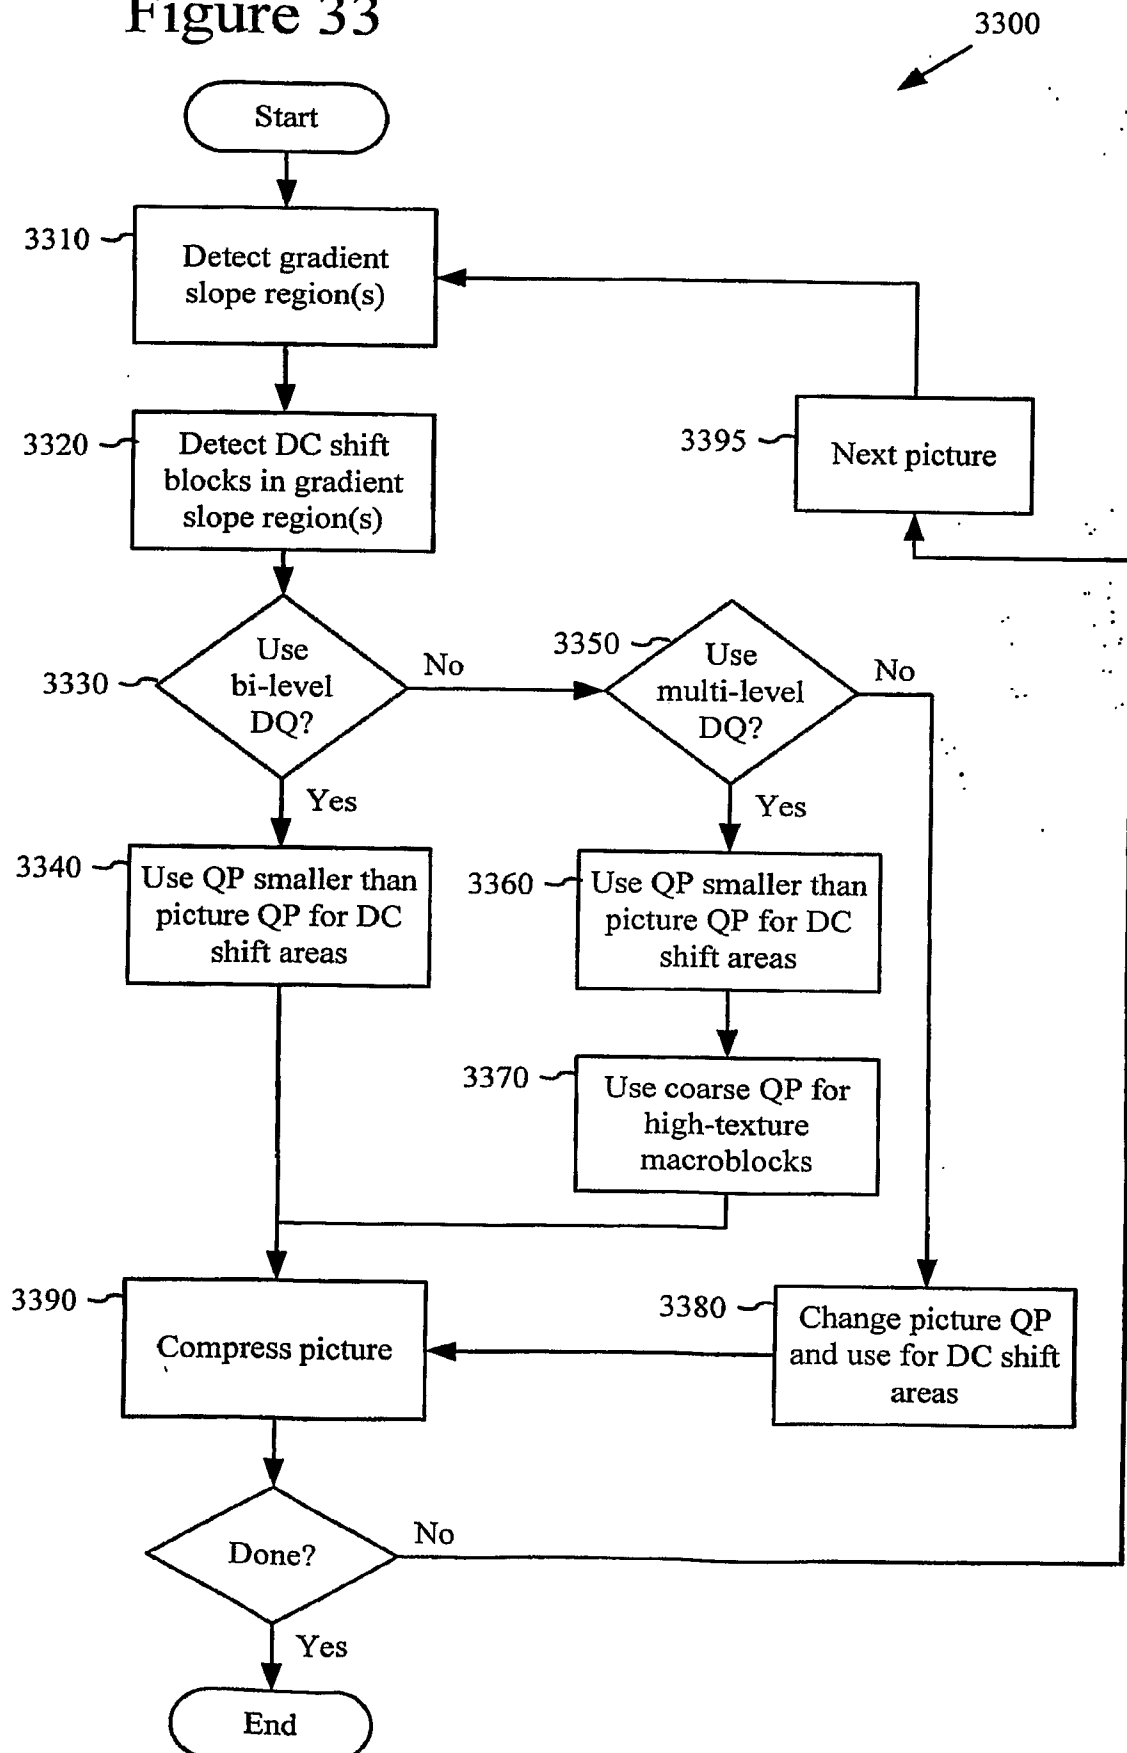 Figure 33
3300
Start
3310
Detect gradient
slope region(s)
3320
Detect DC shift
blocks in gradient
slope region(s)
3395
Next picture
3330
Use
bi-level
DQ?
No
3350
Use
multi-level
DQ?
No
Yes
Yes
3340
Use QP smaller than
picture QP for DC
shift areas
3360
Use QP smaller than
picture QP for DC
shift areas
3370
Use coarse QP for
high-texture
macroblocks
3390
Compress picture
3380
Change picture QP
and use for DC shift
areas
Done?
No
Yes
End